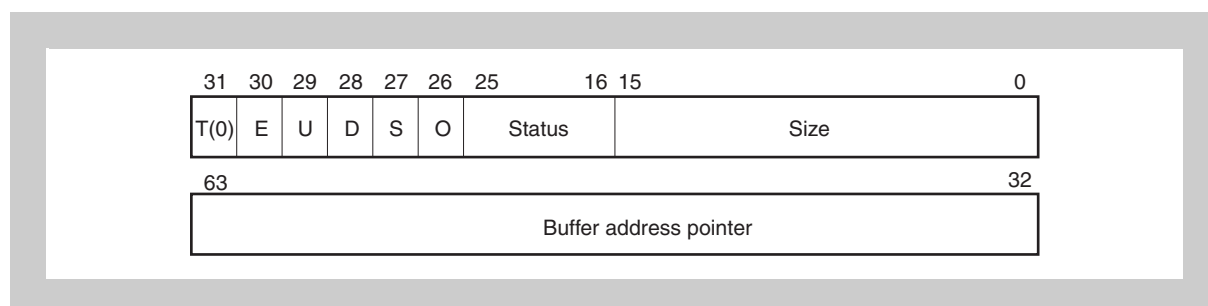 31 30 29 28 27 26 25 16 15 0
T(0) E U D S O Status Size
63 32
Buffer address pointer